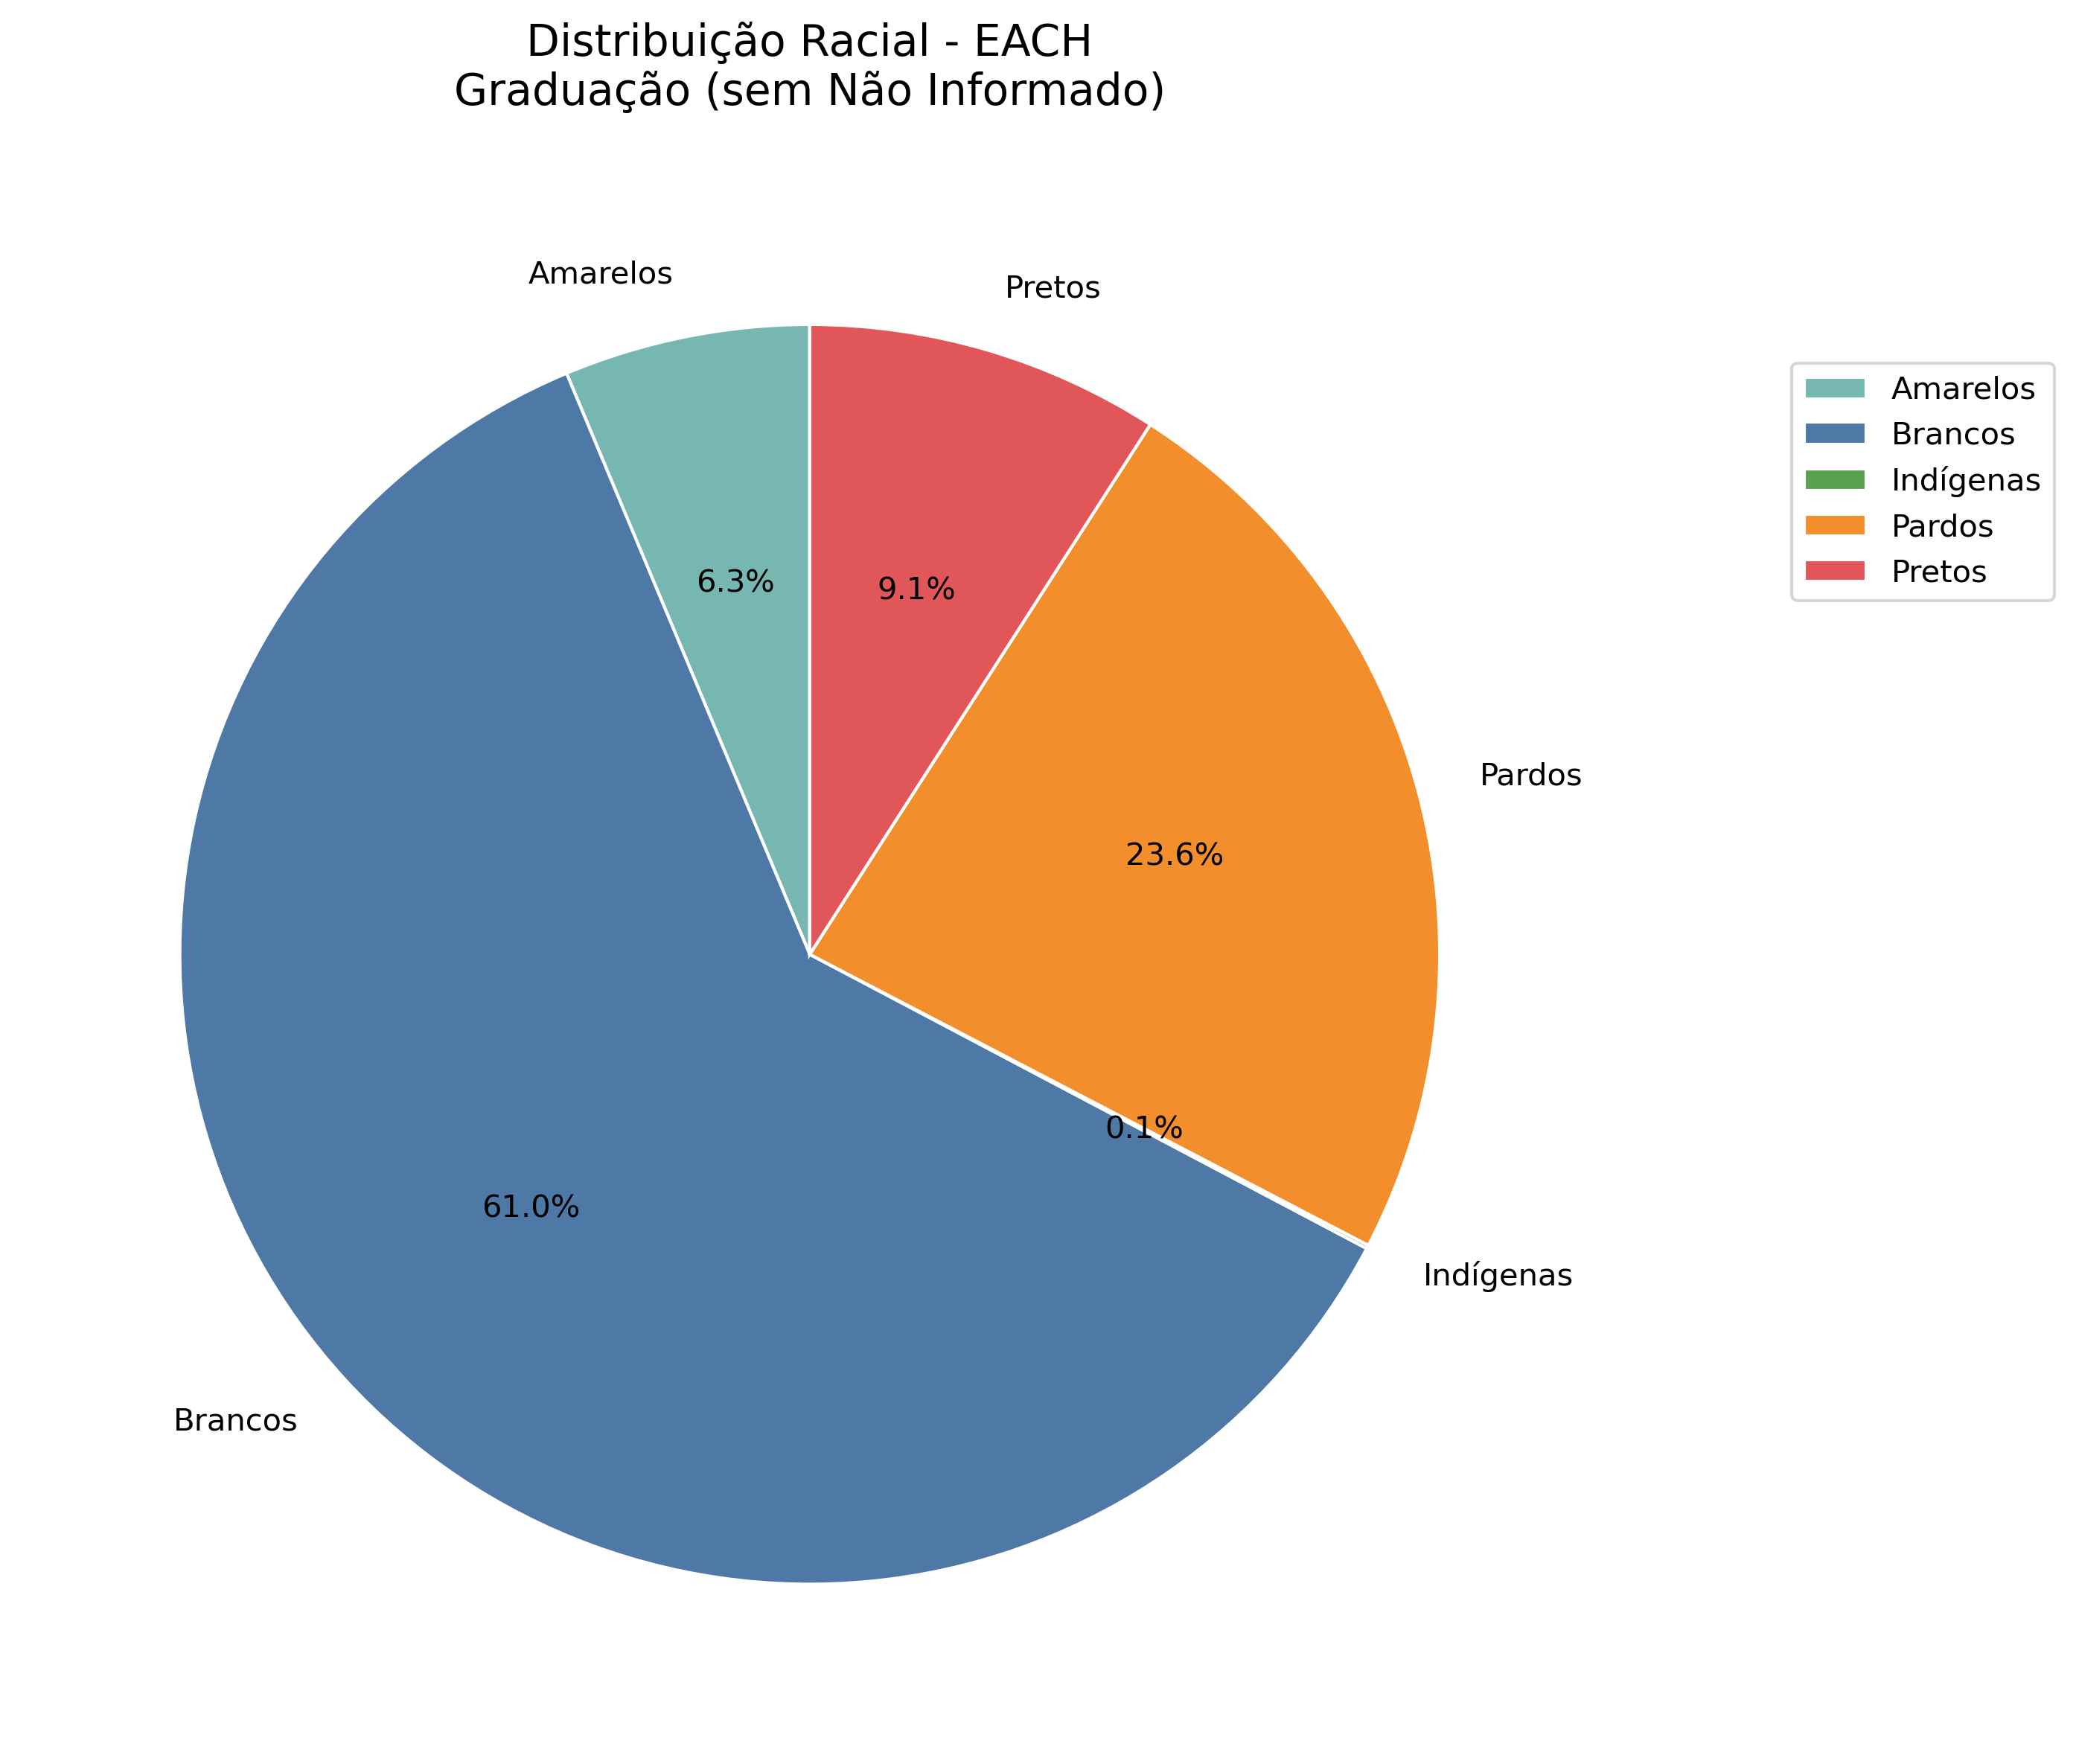 Distribuição Racial - EACH
Graduação (sem Não Informado)
Amarelos
Pretos
Amarelos
Brancos
Indígenas
Pardos
Pretos
6.3%
9.1%
Pardos
23.6%
0.1%
61.0%
Indígenas
Brancos